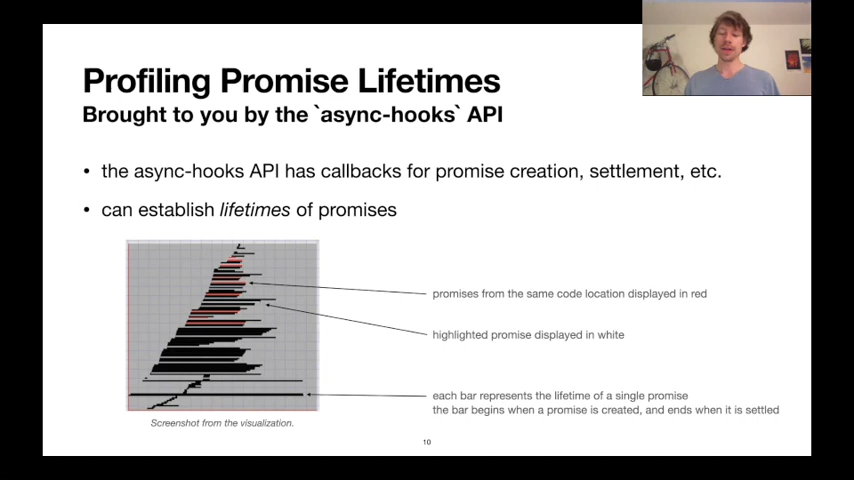 Profiling Promise Lifetimes
Brought to you by the `async-hooks` API
• the async-hooks API has callbacks for promise creation, settlement, etc.
• can establish lifetimes of promises
promises from the same code location displayed in red
highlighted promise displayed in white
each bar represents the lifetime of a single promise
the bar begins when a promise is created, and ends when it is settled
Screenshot from the visualization.
10